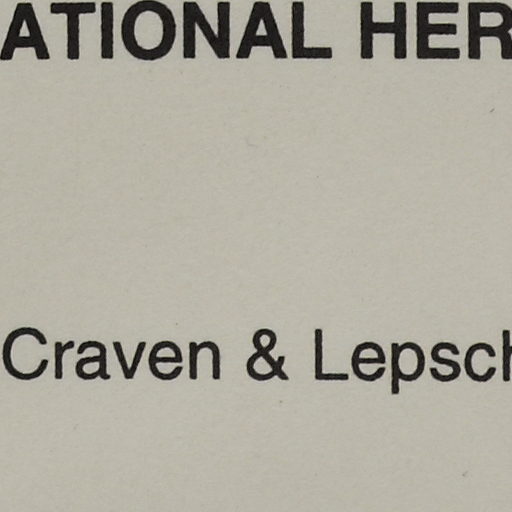 ATIONAL HER
Craven & Lepsch